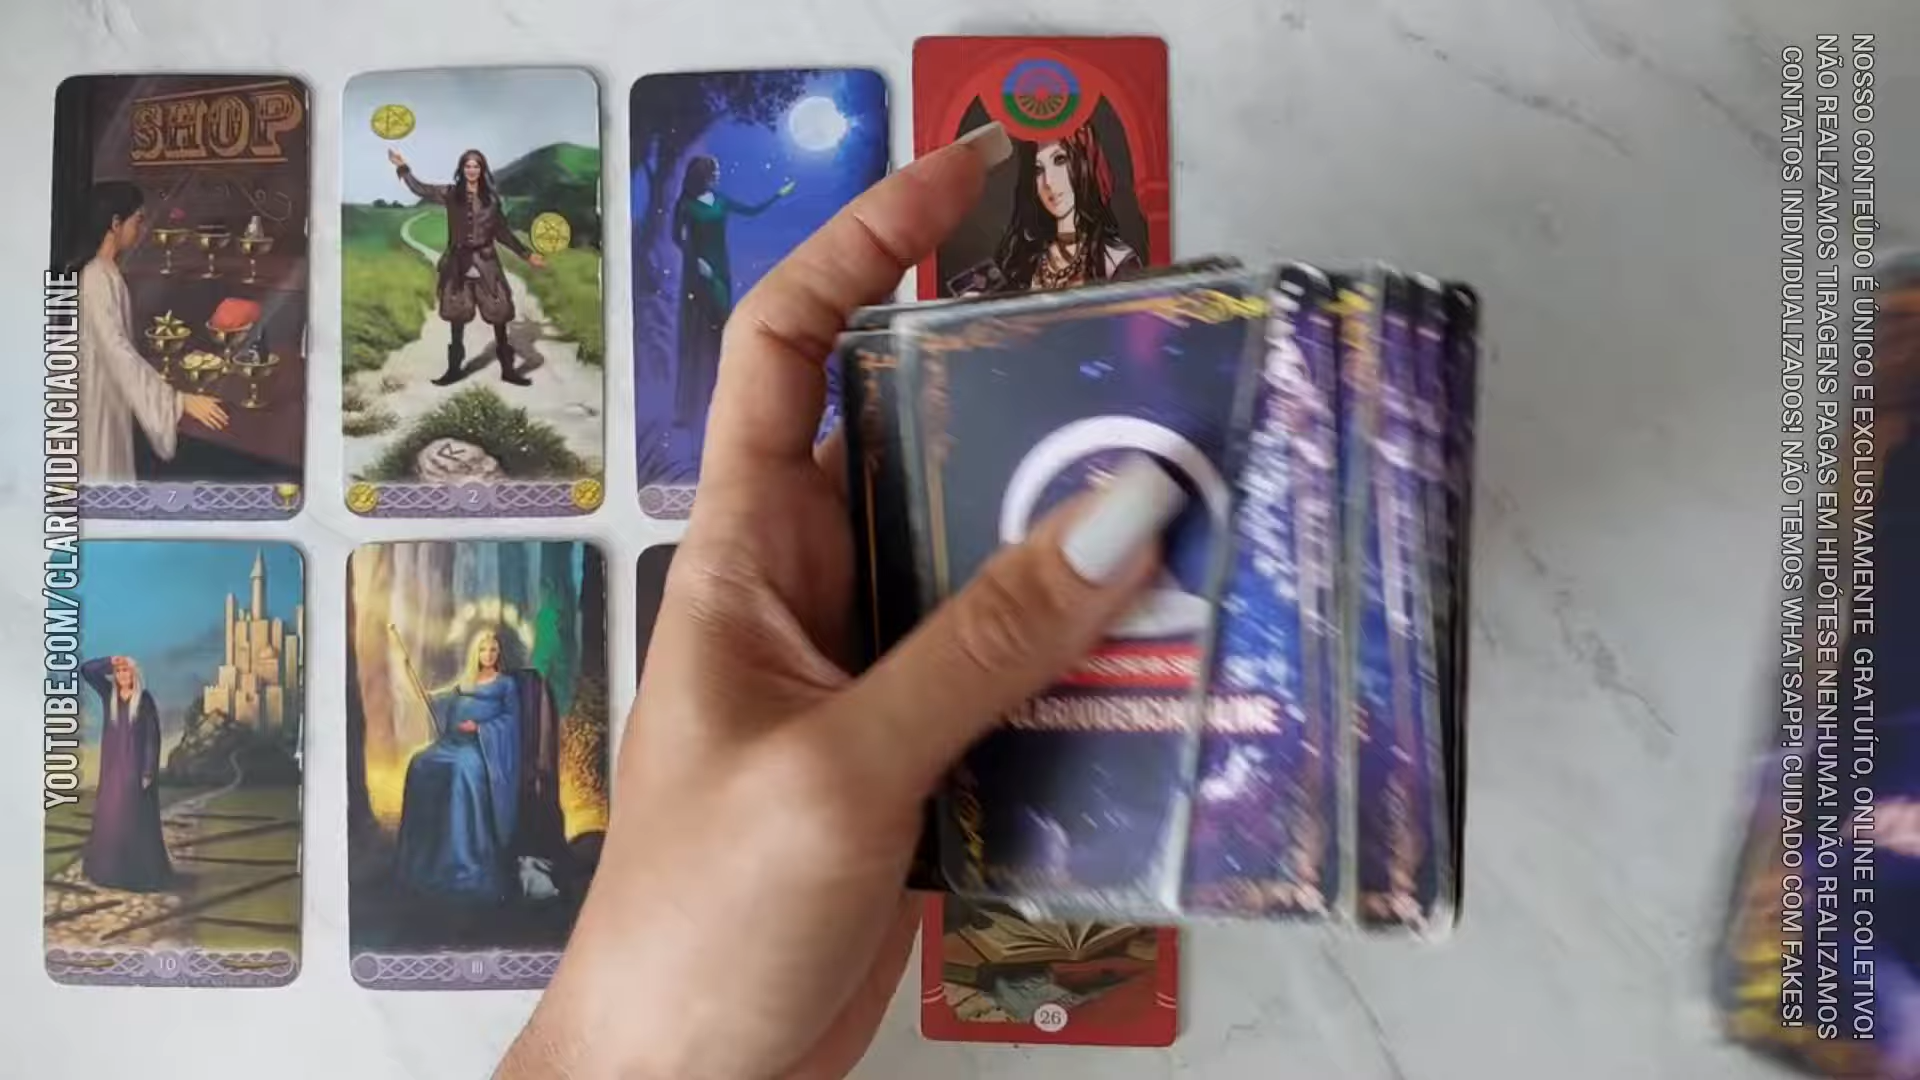 YOUTUBE.COM/CLARIVIDENCIAONLINE
SHOP
7
2
10
III
26
NOSSO CONTEÚDO É ÚNICO E EXCLUSIVAMENTE GRATUÍTO, ONLINE E COLETIVO!
NÃO REALIZAMOS TIRAGENS PAGAS EM HIPÓTESE NENHUMA! NÃO REALIZAMOS
CONTATOS INDIVIDUALIZADOS! NÃO TEMOS WHATSAPP! CUIDADO COM FAKES!